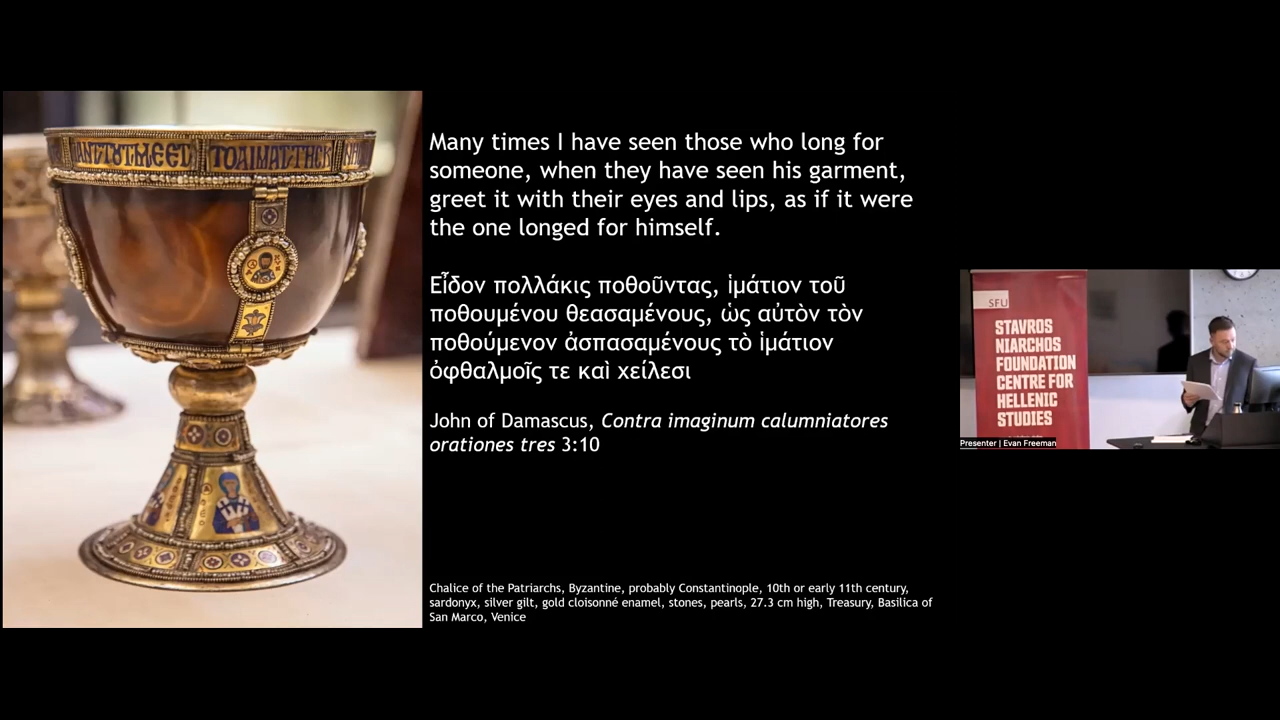 ΤΟΑΙΜΑΤΤΗΕΚ
Many times I have seen those who long for
someone, when they have seen his garment,
greet it with their eyes and lips, as if it were
the one longed for himself.
Εἶδον πολλάκις ποθοῦντας, ἱμάτιον τοῦ
ποθουμένου θεασαμένους, ὡς αὐτὸν τὸν
ποθούμενον ἀσπασαμένους τὸ ἱμάτιον
ὀφθαλμοῖς τε καὶ χείλεσι
John of Damascus, Contra imaginum calumniatores
orationes tres 3:10
Chalice of the Patriarchs, Byzantine, probably Constantinople, 10th or early 11th century,
sardonyx, silver gilt, gold cloisonné enamel, stones, pearls, 27.3 cm high, Treasury, Basilica of
San Marco, Venice
SFU
STAVROS
NIARCHOS
FOUNDATION
CENTRE FOR
HELLENIC
STUDIES
Presenter | Evan Freeman